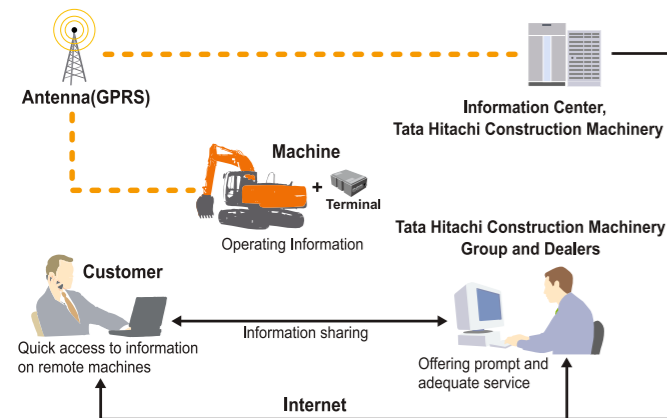 Antenna(GPRS)
Information Center,
Tata Hitachi Construction Machinery
Machine
+
Terminal
Operating Information
Tata Hitachi Construction Machinery
Group and Dealers
Customer
Information sharing
Quick access to information
on remote machines
Offering prompt and
adequate service
Internet